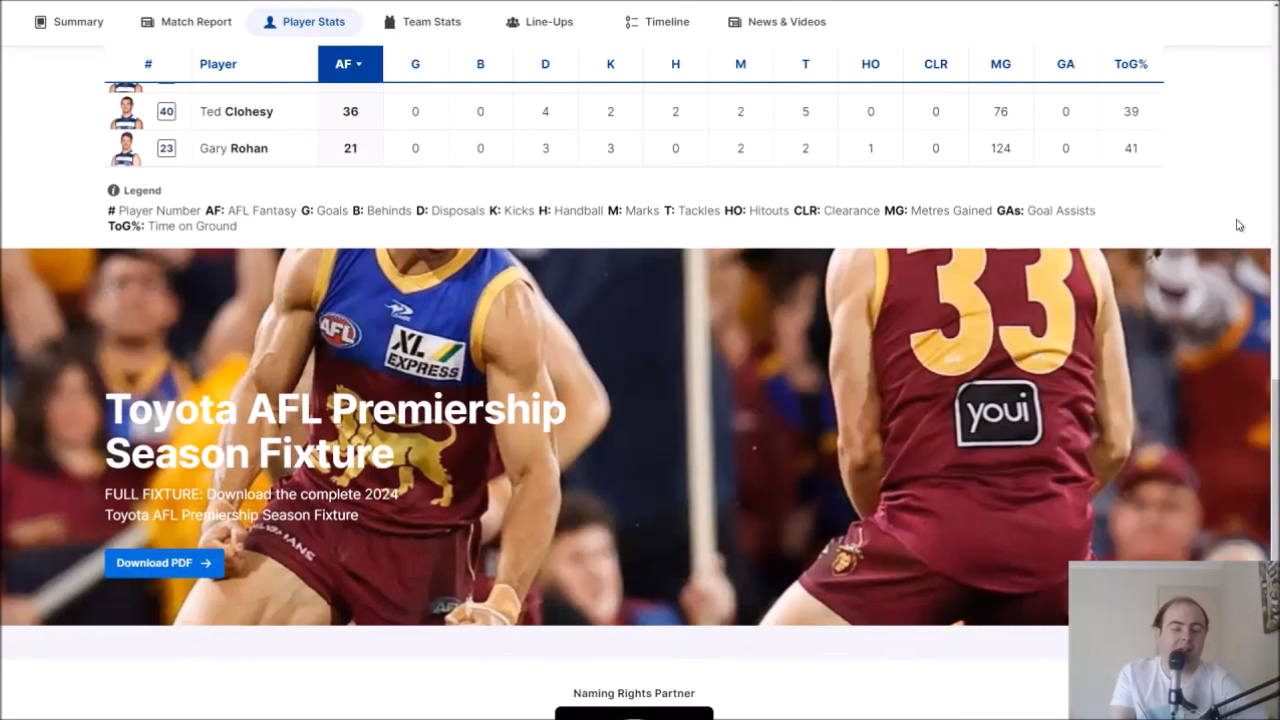 Summary Match Report Player Stats Team Stats Line-Ups Timeline News & Videos
# Player AF G B D K H M T HO CLR MG GA ToG%
40 Ted Clohesy 36 0 0 4 2 2 2 5 0 0 76 0 39
23 Gary Rohan 21 0 0 3 3 0 2 2 1 0 124 0 41
Legend
# Player Number AF: AFL Fantasy G: Goals B: Behinds D: Disposals K: Kicks H: Handball M: Marks T: Tackles HO: Hitouts CLR: Clearance MG: Metres Gained GAs: Goal Assists
ToG%: Time on Ground
AFL
XL
EXPRESS
33
youi
Toyota AFL Premiership
Season Fixture
FULL FIXTURE: Download the complete 2024
Toyota AFL Premiership Season Fixture
Download PDF
Naming Rights Partner